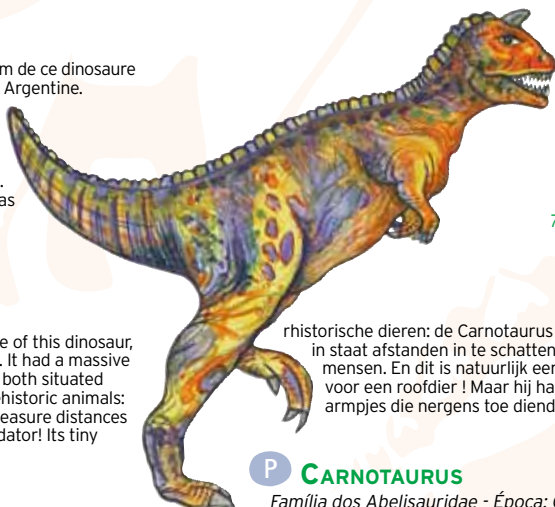 m de ce dinosaure
Argentine.
.
as
7
e of this dinosaur,
. It had a massive
both situated
ehistoric animals:
easure distances
dator! Its tiny
rhistorische dieren: de Carnotaurus
in staat afstanden in te schatten
mensen. En dit is natuurlijk een
voor een roofdier ! Maar hij ha
armpjes die nergens toe diend
P CARNOTAURUS
Família dos Abelisauridae - Época: